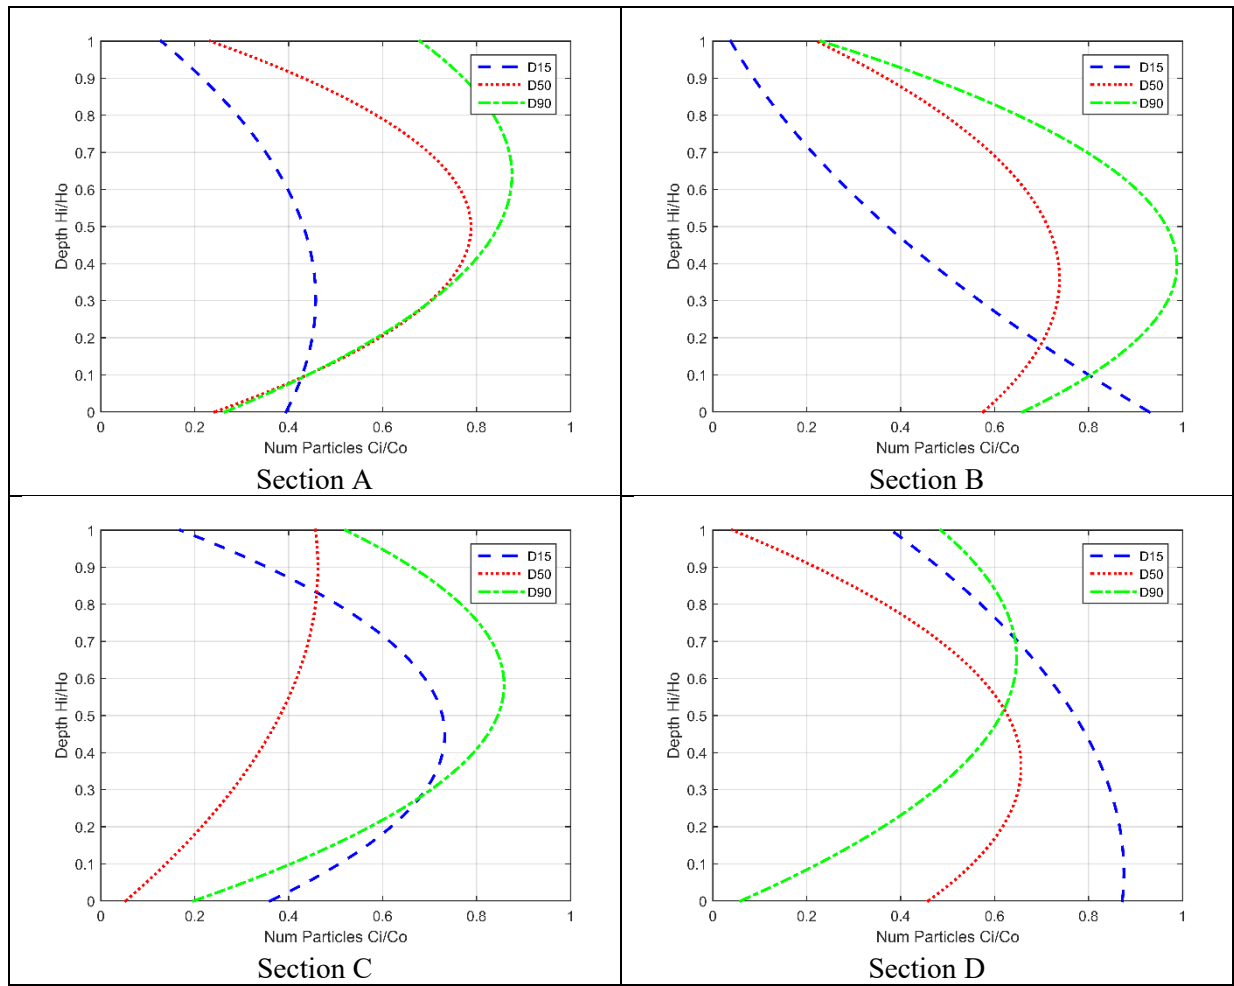 1
0.9
0.8
0.7
0.6
0.5
0.4
0.3
0.2
0.1
0
Depth Hi/Ho
D15
D50
D90
0 0.2 0.4 0.6 0.8 1
Num Particles Ci/Co
Section A
1
0.9
0.8
0.7
0.6
0.5
0.4
0.3
0.2
0.1
0
Depth Hi/Ho
D15
D50
D90
0 0.2 0.4 0.6 0.8 1
Num Particles Ci/Co
Section B
1
0.9
0.8
0.7
0.6
0.5
0.4
0.3
0.2
0.1
0
Depth Hi/Ho
D15
D50
D90
0 0.2 0.4 0.6 0.8 1
Num Particles Ci/Co
Section C
1
0.9
0.8
0.7
0.6
0.5
0.4
0.3
0.2
0.1
0
Depth Hi/Ho
D15
D50
D90
0 0.2 0.4 0.6 0.8 1
Num Particles Ci/Co
Section D